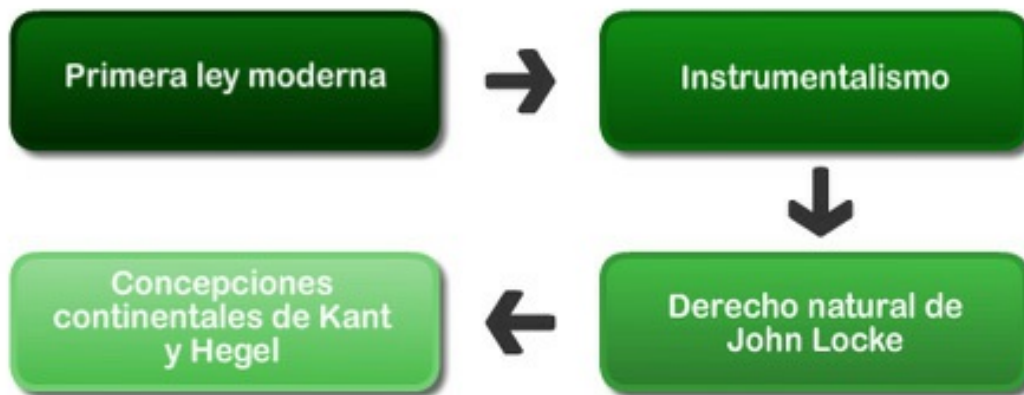 Primera ley moderna
Instrumentalismo
Derecho natural de
John Locke
Concepciones
continentales de Kant
y Hegel